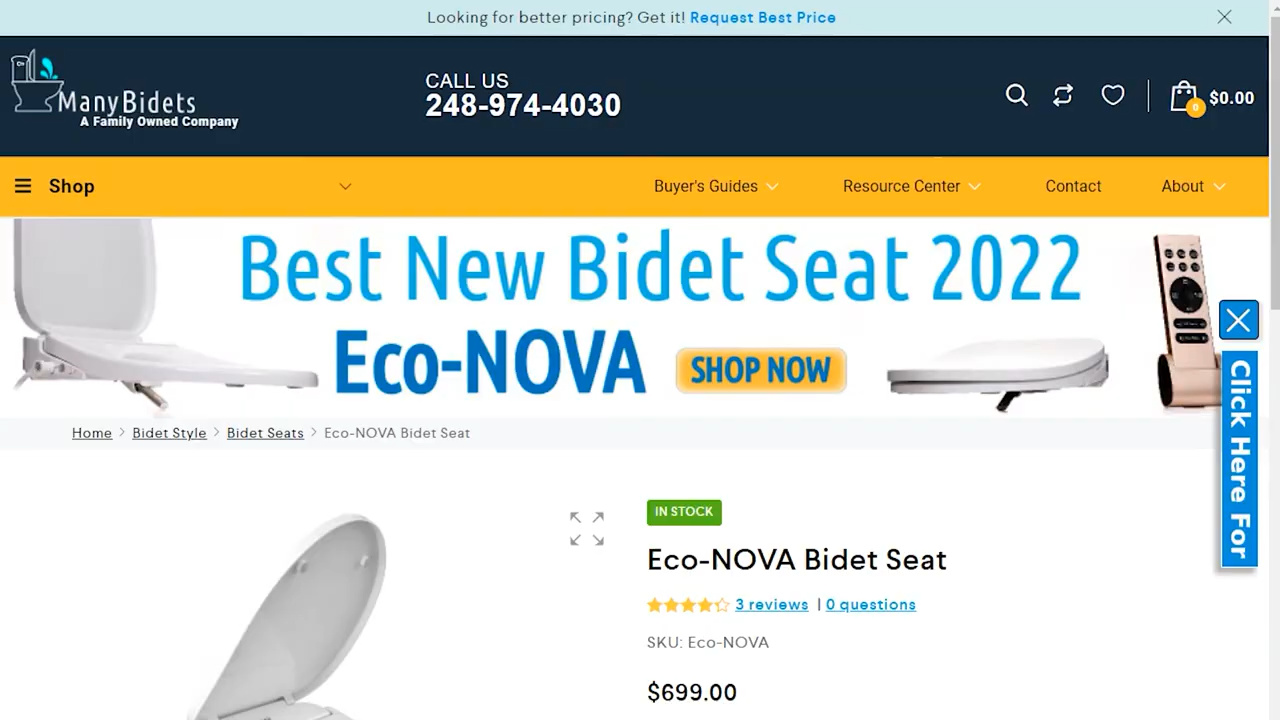 Looking for better pricing? Get it! Request Best Price
CALL US
248-974-4030
ManyBidets
A Family Owned Company
0
$0.00
Shop
Buyer's Guides
Resource Center
Contact
About
Best New Bidet Seat 2022
Eco-NOVA
SHOP NOW
Click Here For
Home > Bidet Style > Bidet Seats > Eco-NOVA Bidet Seat
IN STOCK
Eco-NOVA Bidet Seat
3 reviews | 0 questions
SKU: Eco-NOVA
$699.00